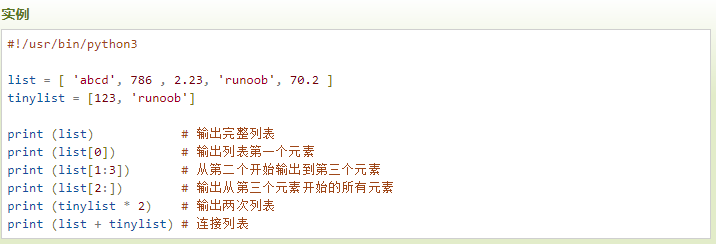 实例
#!/usr/bin/python3
list = [ 'abcd', 786 , 2.23, 'runoob', 70.2 ]
tinylist = [123, 'runoob']
print (list)            # 输出完整列表
print (list[0])         # 输出列表第一个元素
print (list[1:3])       # 从第二个开始输出到第三个元素
print (list[2:])        # 输出从第三个元素开始的所有元素
print (tinylist * 2)    # 输出两次列表
print (list + tinylist) # 连接列表